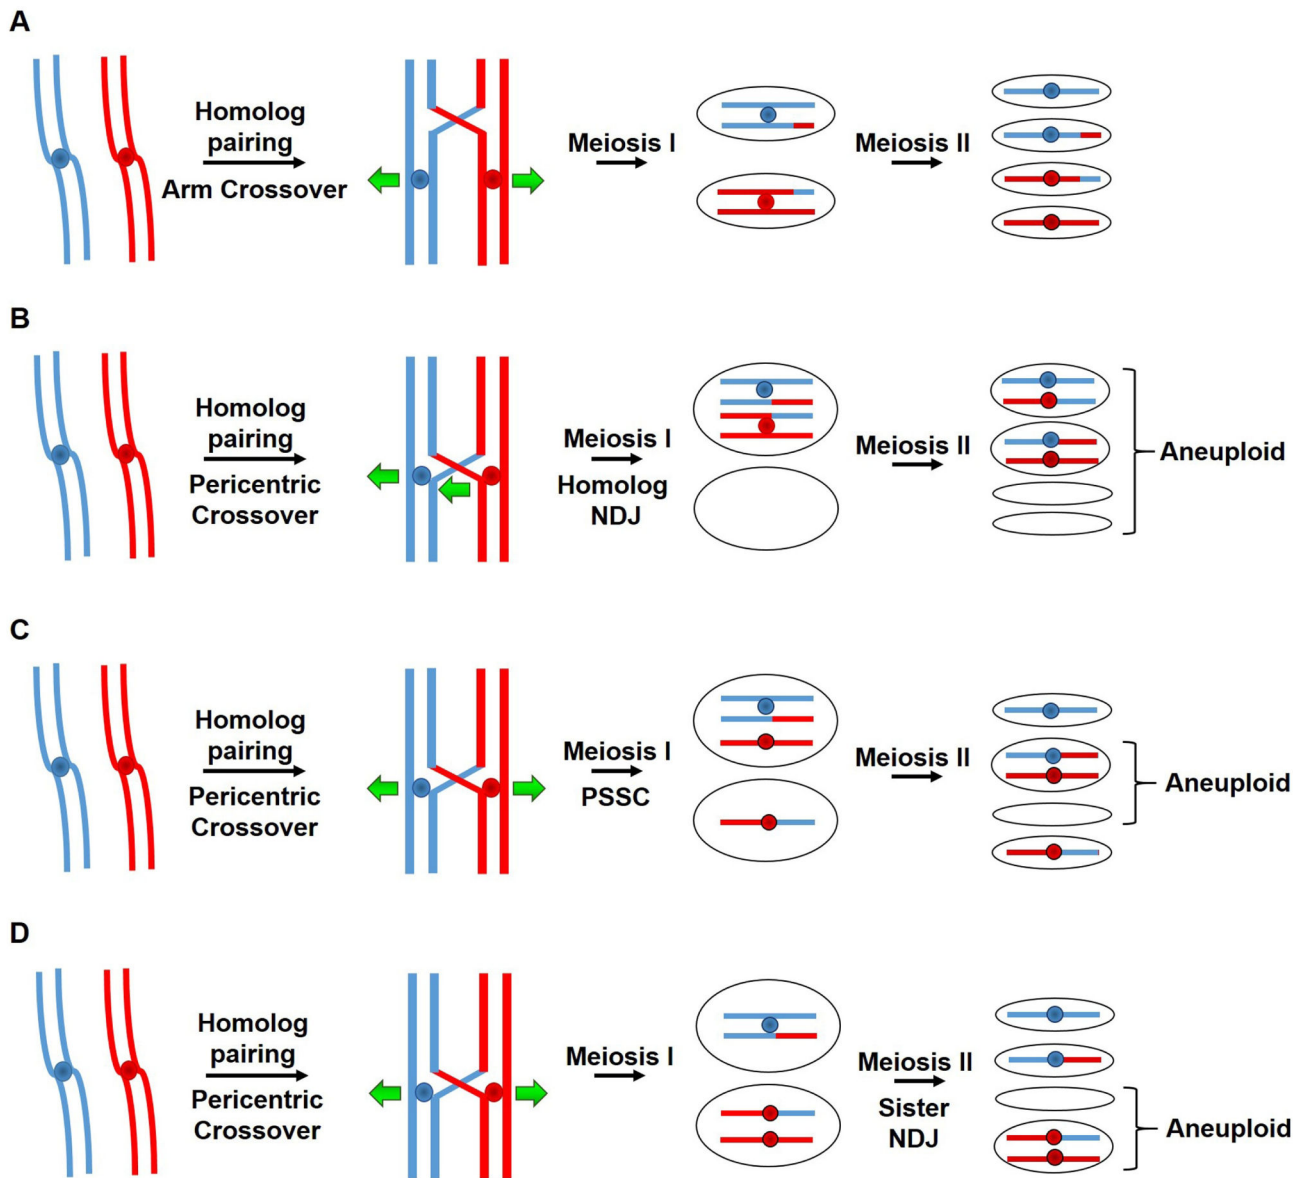 A
Homolog
pairing
Arm Crossover
Meiosis I
Meiosis II
B
Homolog
pairing
Pericentric
Crossover
Meiosis I
Homolog
NDJ
Meiosis II
Aneuploid
C
Homolog
pairing
Pericentric
Crossover
Meiosis I
PSSC
Meiosis II
Aneuploid
D
Homolog
pairing
Pericentric
Crossover
Meiosis I
Meiosis II
Sister
NDJ
Aneuploid